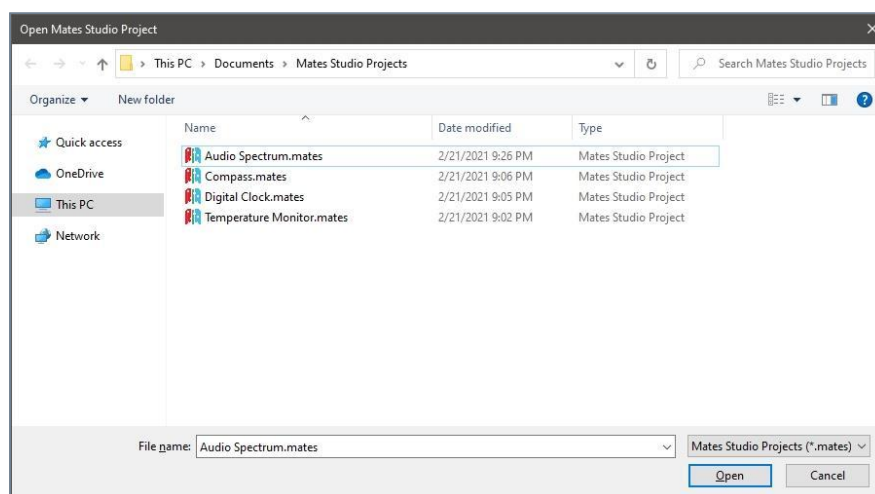 Open Mates Studio Project
This PC › Documents › Mates Studio Projects
Search Mates Studio Projects
Organize
New folder
Quick access
OneDrive
This PC
Network
Name Date modified Type
Audio Spectrum.mates 2/21/2021 9:26 PM Mates Studio Project
Compass.mates 2/21/2021 9:06 PM Mates Studio Project
Digital Clock.mates 2/21/2021 9:05 PM Mates Studio Project
Temperature Monitor.mates 2/21/2021 9:02 PM Mates Studio Project
File name: Audio Spectrum.mates
Mates Studio Projects (*.mates)
Open Cancel